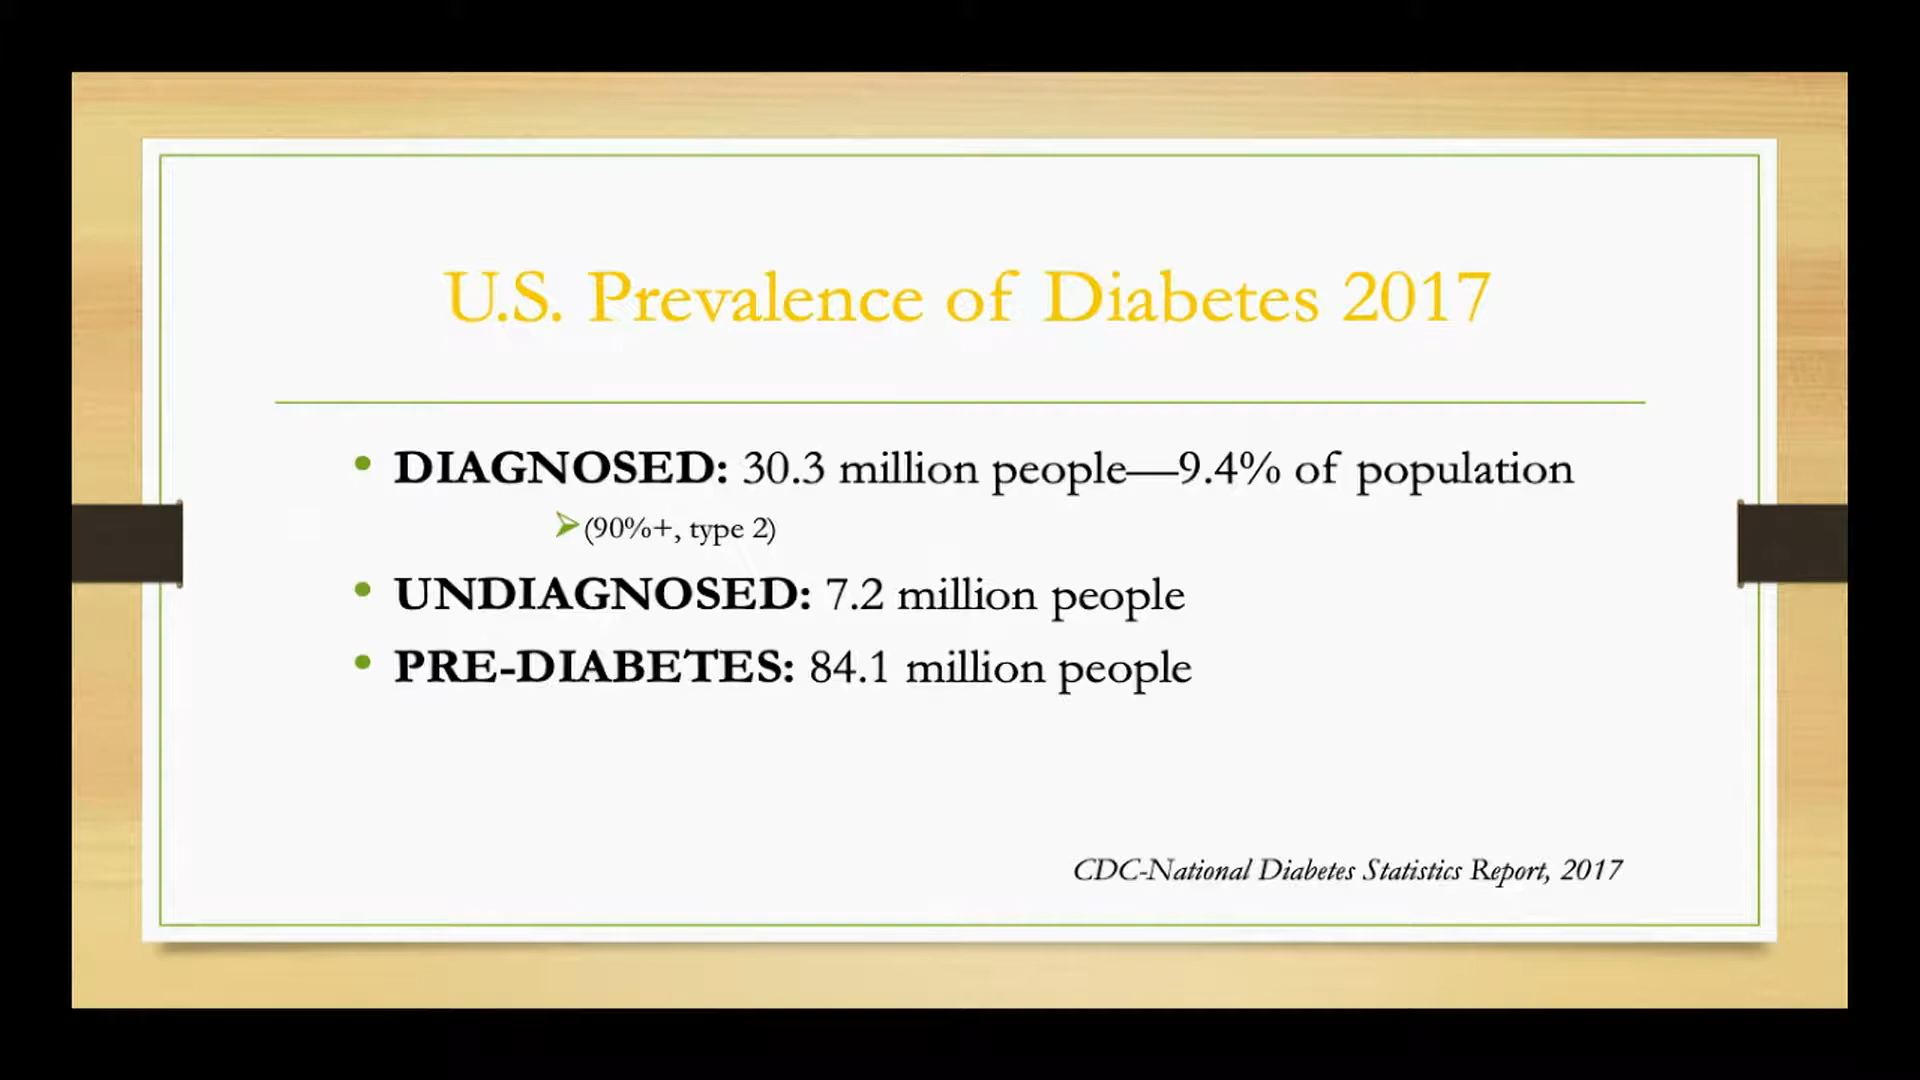 U.S. Prevalence of Diabetes 2017
• DIAGNOSED: 30.3 million people—9.4% of population
➢(90%+, type 2)
• UNDIAGNOSED: 7.2 million people
• PRE-DIABETES: 84.1 million people
CDC-National Diabetes Statistics Report, 2017